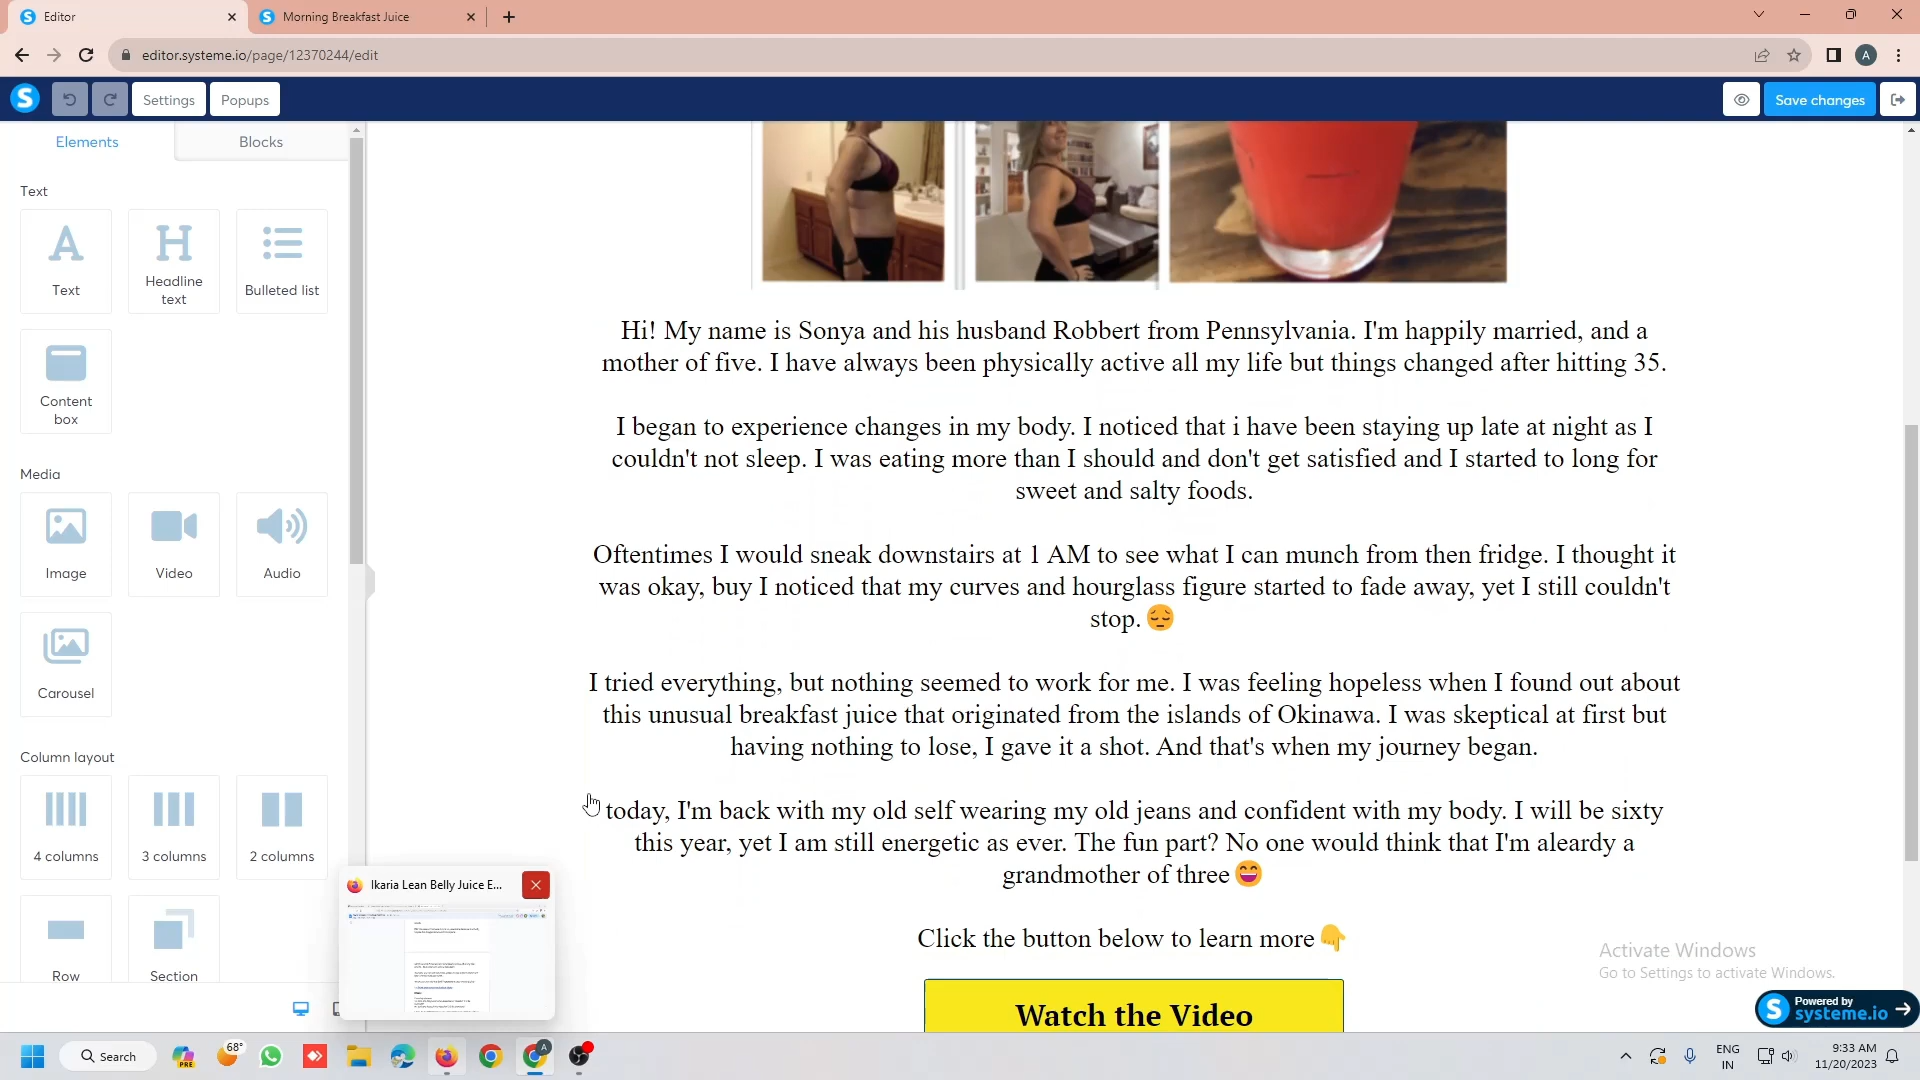 Editor
Morning Breakfast Juice
editor.systeme.io/page/12370244/edit
A
S
Settings
Popups
Save changes
Elements
Blocks
Text
Text
Headline
text
Bulleted list
Content
box
Media
Image
Video
Audio
Carousel
Column layout
4 columns
3 columns
2 columns
Row
Section
Hi! My name is Sonya and his husband Robbert from Pennsylvania. I'm happily married, and a
mother of five. I have always been physically active all my life but things changed after hitting 35.
I began to experience changes in my body. I noticed that i have been staying up late at night as I
couldn't not sleep. I was eating more than I should and don't get satisfied and I started to long for
sweet and salty foods.
Oftentimes I would sneak downstairs at 1 AM to see what I can munch from then fridge. I thought it
was okay, buy I noticed that my curves and hourglass figure started to fade away, yet I still couldn't
stop. 😔
I tried everything, but nothing seemed to work for me. I was feeling hopeless when I found out about
this unusual breakfast juice that originated from the islands of Okinawa. I was skeptical at first but
having nothing to lose, I gave it a shot. And that's when my journey began.
today, I'm back with my old self wearing my old jeans and confident with my body. I will be sixty
this year, yet I am still energetic as ever. The fun part? No one would think that I'm aleardy a
grandmother of three 😄
Click the button below to learn more 👇
Watch the Video
Ikaria Lean Belly Juice E...
Activate Windows
Go to Settings to activate Windows.
Powered by
systeme.io
Search
PRE
68°
A
ENG
IN
9:33 AM
11/20/2023